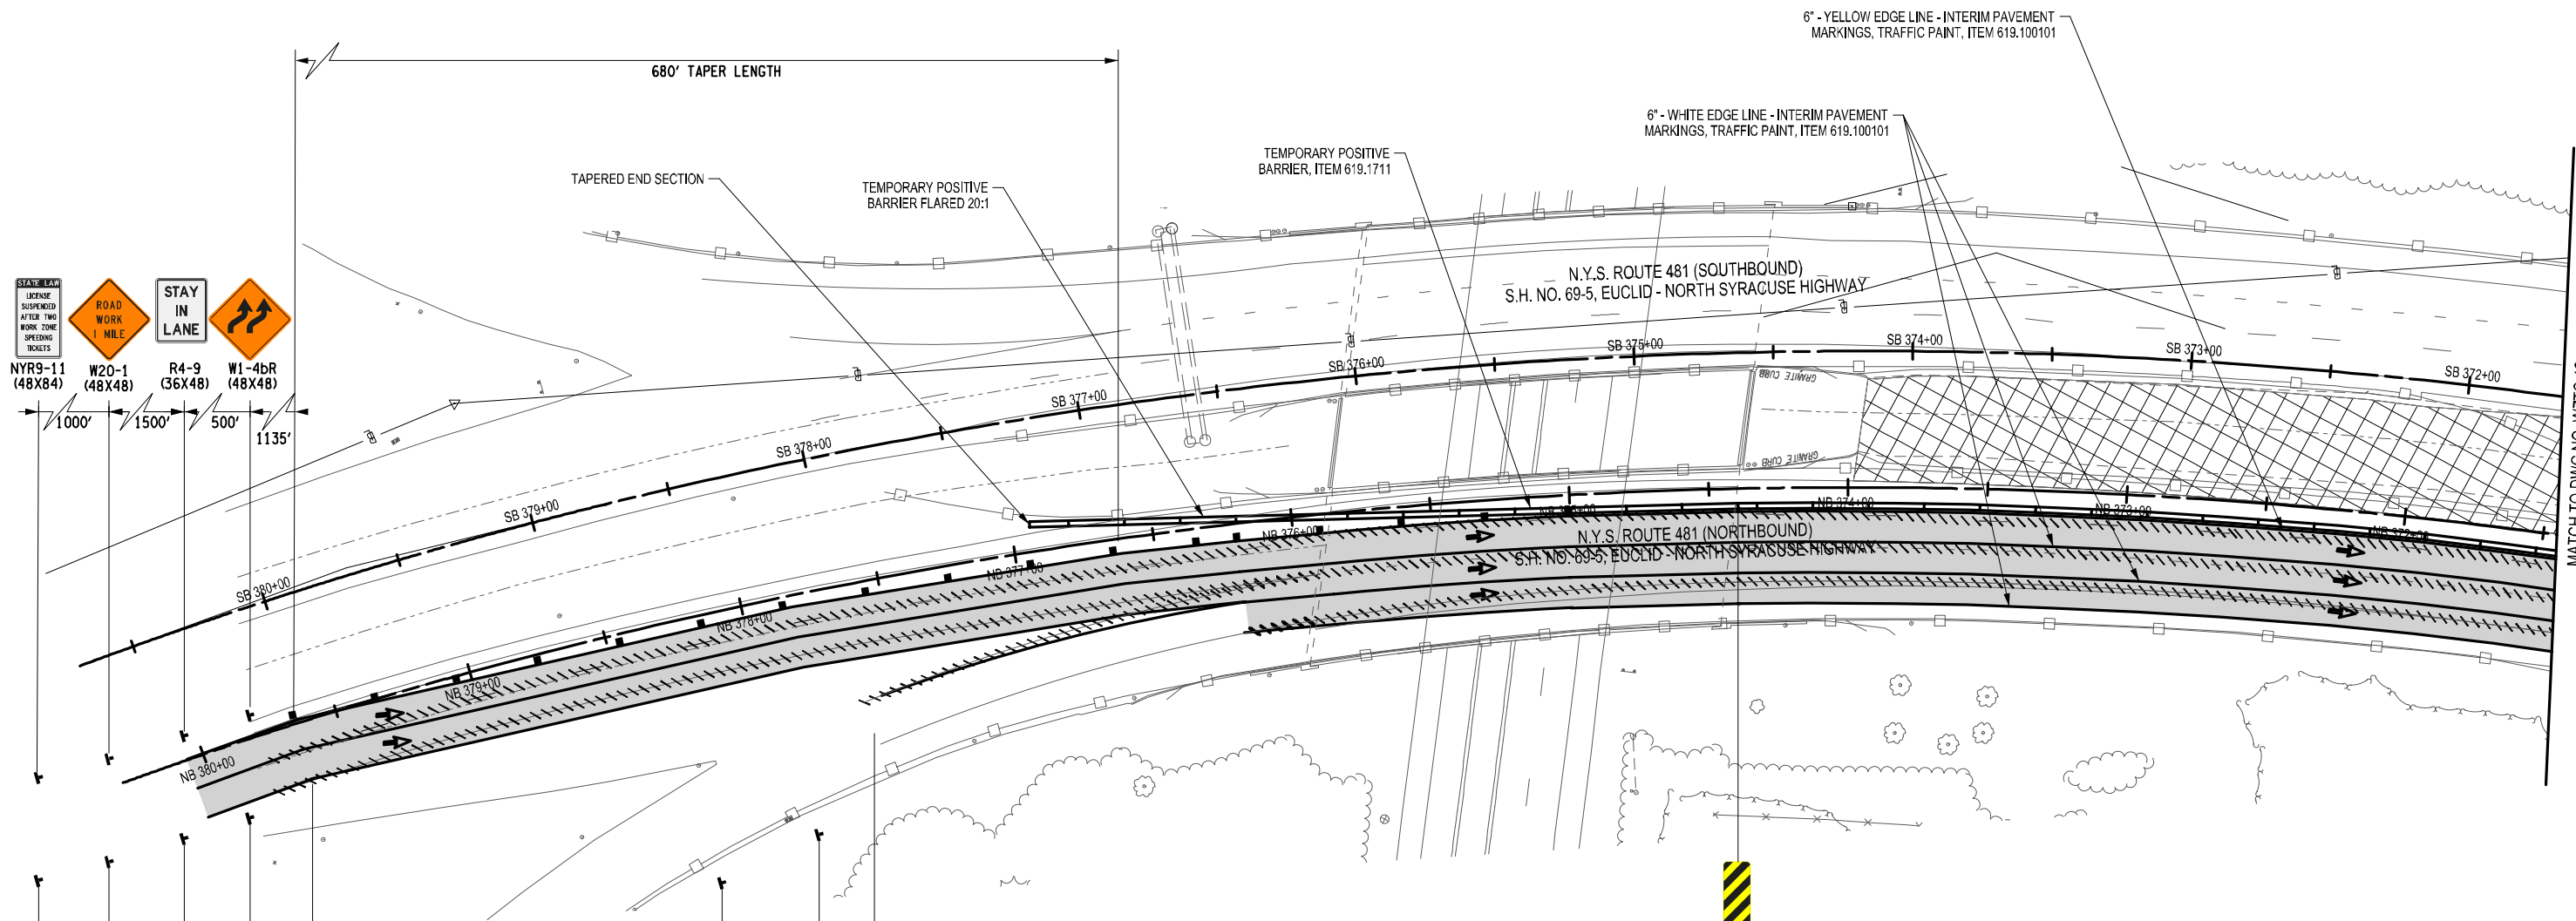 6" - YELLOW EDGE LINE - INTERIM PAVEMENT
MARKINGS, TRAFFIC PAINT, ITEM 619.100101
680' TAPER LENGTH
6" - WHITE EDGE LINE - INTERIM PAVEMENT
MARKINGS, TRAFFIC PAINT, ITEM 619.100101
TEMPORARY POSITIVE
BARRIER, ITEM 619.1711
TAPERED END SECTION
TEMPORARY POSITIVE
BARRIER FLARED 20:1
N.Y.S. ROUTE 481 (SOUTHBOUND)
S.H. NO. 69-5, EUCLID - NORTH SYRACUSE HIGHWAY
STATE LAW
LICENSE
SUSPENDED
AFTER TWO
WORK ZONE
SPEEDING
TICKETS
NYR9-11
(48X84)
ROAD
WORK
1 MILE
W20-1
(48X48)
STAY
IN
LANE
R4-9
(36X48)
W1-4bR
(48X48)
1000'
1500'
500'
1135'
SB 380+00
SB 379+00
SB 378+00
SB 377+00
SB 376+00
SB 375+00
SB 374+00
SB 373+00
SB 372+00
GRANITE CURB
GRANITE CURB
NB 380+00
NB 379+00
NB 378+00
NB 377+00
NB 376+00
NB 374+00
NB 373+00
NB 372+00
N.Y.S. ROUTE 481 (NORTHBOUND)
S.H. NO. 69-5, EUCLID - NORTH SYRACUSE HIGHWAY
MATCH TO DWG NO.